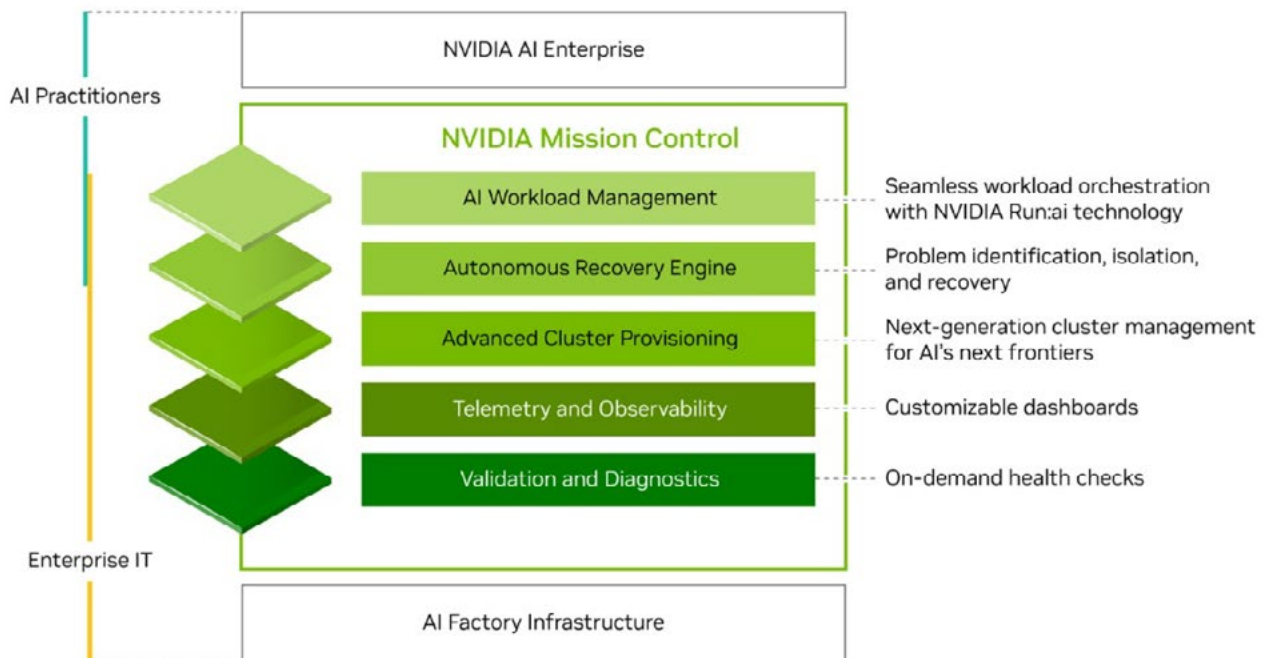 NVIDIA AI Enterprise
AI Practitioners
NVIDIA Mission Control
AI Workload Management
Seamless workload orchestration
with NVIDIA Run:ai technology
Autonomous Recovery Engine
Problem identification, isolation,
and recovery
Advanced Cluster Provisioning
Next-generation cluster management
for AI's next frontiers
Telemetry and Observability
Customizable dashboards
Validation and Diagnostics
On-demand health checks
Enterprise IT
AI Factory Infrastructure